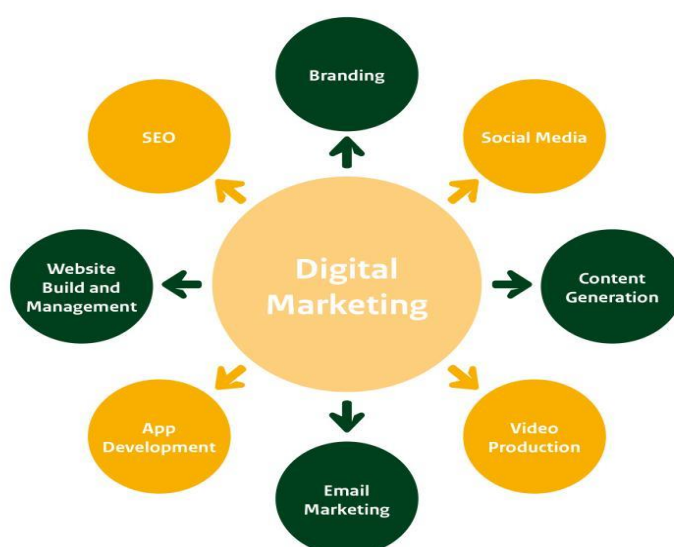 Branding
SEO
Social Media
Website
Build and
Management
Digital
Marketing
Content
Generation
App
Development
Video
Production
Email
Marketing